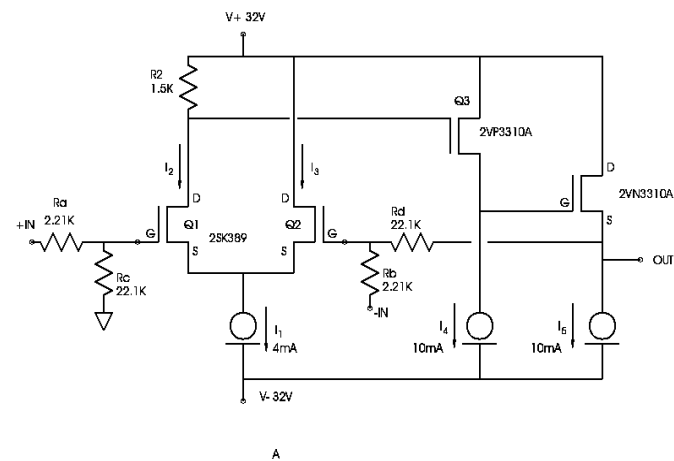 V+ 32V
R2
1.5K
Q3
2VP3310A
I2
I3
D
D
D
2VN3310A
Ra
2.21K
+IN
G
Q1
2SK389
Q2
G
Rd
22.1K
G
S
S
S
Rc
22.1K
Rb
2.21K
-IN
OUT
I1
4mA
I4
10mA
I5
10mA
V- 32V
A